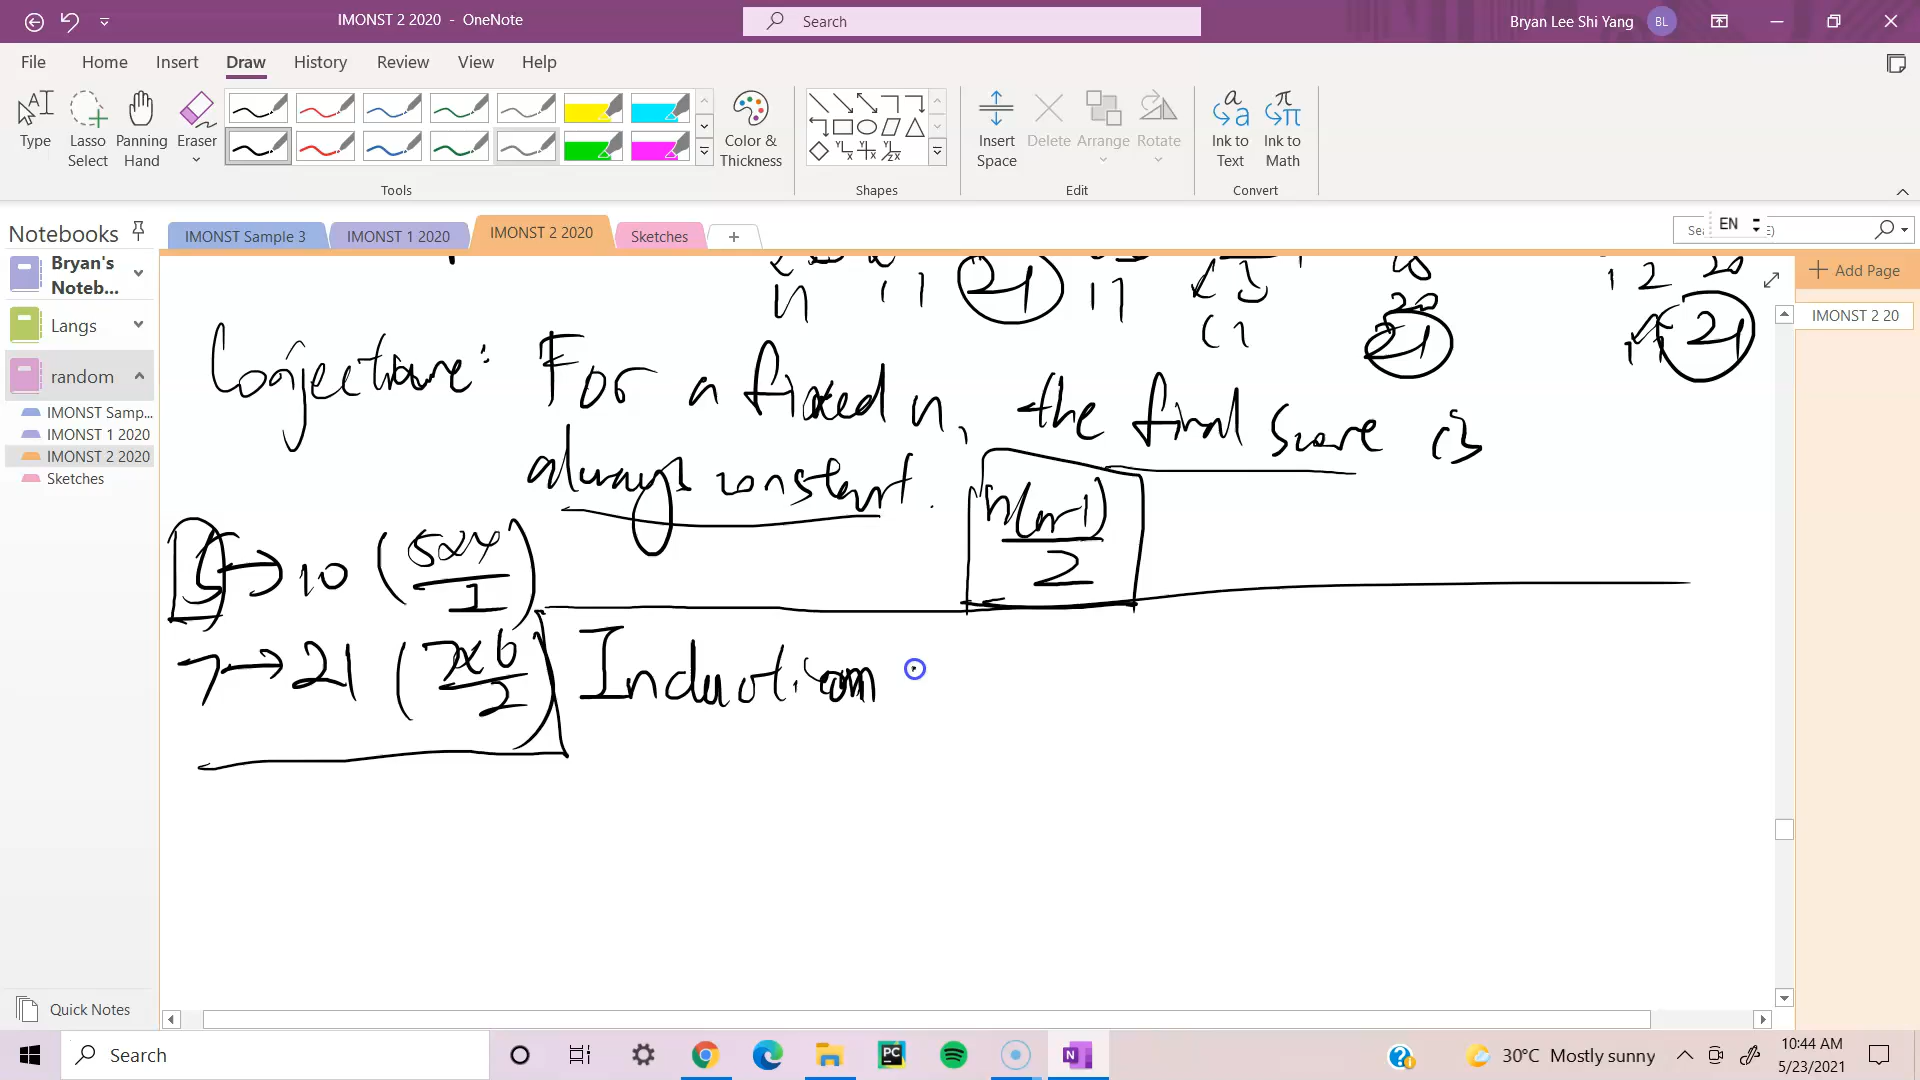 IMONST 2 2020 - OneNote
Search
Bryan Lee Shi Yang
BL
File Home Insert Draw History Review View Help
Type
Lasso Select
Panning Hand
Eraser
Color & Thickness
Insert Space
Delete
Arrange
Rotate
Ink to Text
Ink to Math
Tools
Shapes
Edit
Convert
Notebooks
IMONST Sample 3
IMONST 1 2020
IMONST 2 2020
Sketches
EN
Bryan's Noteb...
Langs
random
IMONST Samp...
IMONST 1 2020
IMONST 2 2020
Sketches
Quick Notes
Add Page
IMONST 2 20
21
20
21
21
Conjecture: For a fixed n, the final score is
always constant. n(n-1)/2
5 → 10 (5×4/2)
7 → 21 (7×6/2)
Induction
Search
30°C Mostly sunny
10:44 AM
5/23/2021